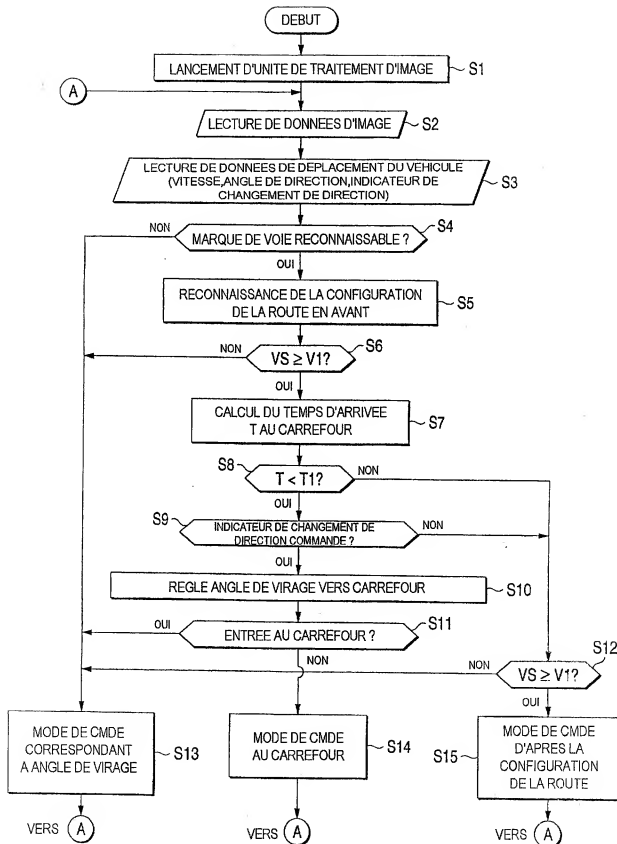 DEBUT
LANCEMENT D'UNITE DE TRAITEMENT D'IMAGE
S1
A
LECTURE DE DONNEES D'IMAGE
S2
LECTURE DE DONNEES DE DEPLACEMENT DU VEHICULE
(VITESSE,ANGLE DE DIRECTION,INDICATEUR DE
CHANGEMENT DE DIRECTION)
S3
NON
MARQUE DE VOIE RECONNAISSABLE ?
S4
OUI
RECONNAISSANCE DE LA CONFIGURATION
DE LA ROUTE EN AVANT
S5
NON
VS ≥ V1?
S6
OUI
CALCUL DU TEMPS D'ARRIVEE
T AU CARREFOUR
S7
S8
T < T1?
NON
OUI
S9
INDICATEUR DE CHANGEMENT DE
DIRECTION COMMANDE ?
NON
OUI
REGLE ANGLE DE VIRAGE VERS CARREFOUR
S10
OUI
ENTREE AU CARREFOUR ?
S11
NON
NON
VS ≥ V1?
S12
OUI
MODE DE CMDE
CORRESPONDANT
A ANGLE DE VIRAGE
S13
MODE DE CMDE
AU CARREFOUR
S14
S15
MODE DE CMDE
D'APRES LA
CONFIGURATION
DE LA ROUTE
VERS A
VERS A
VERS A